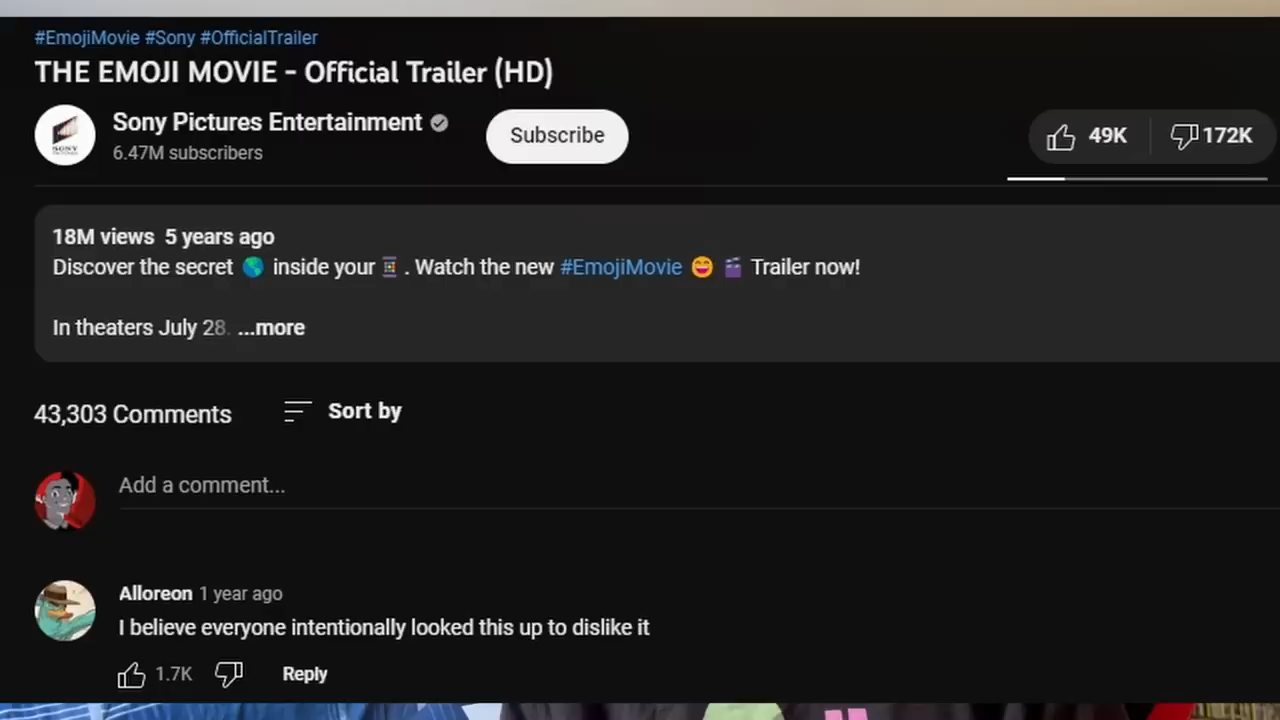 #EmojiMovie #Sony #OfficialTrailer
THE EMOJI MOVIE - Official Trailer (HD)
Sony Pictures Entertainment
6.47M subscribers
Subscribe
49K
172K
SONY
18M views 5 years ago
Discover the secret 🌎 inside your 📱. Watch the new #EmojiMovie 😄 🎬 Trailer now!
In theaters July 28. ...more
43,303 Comments
Sort by
Add a comment...
Alloreon 1 year ago
I believe everyone intentionally looked this up to dislike it
1.7K
Reply